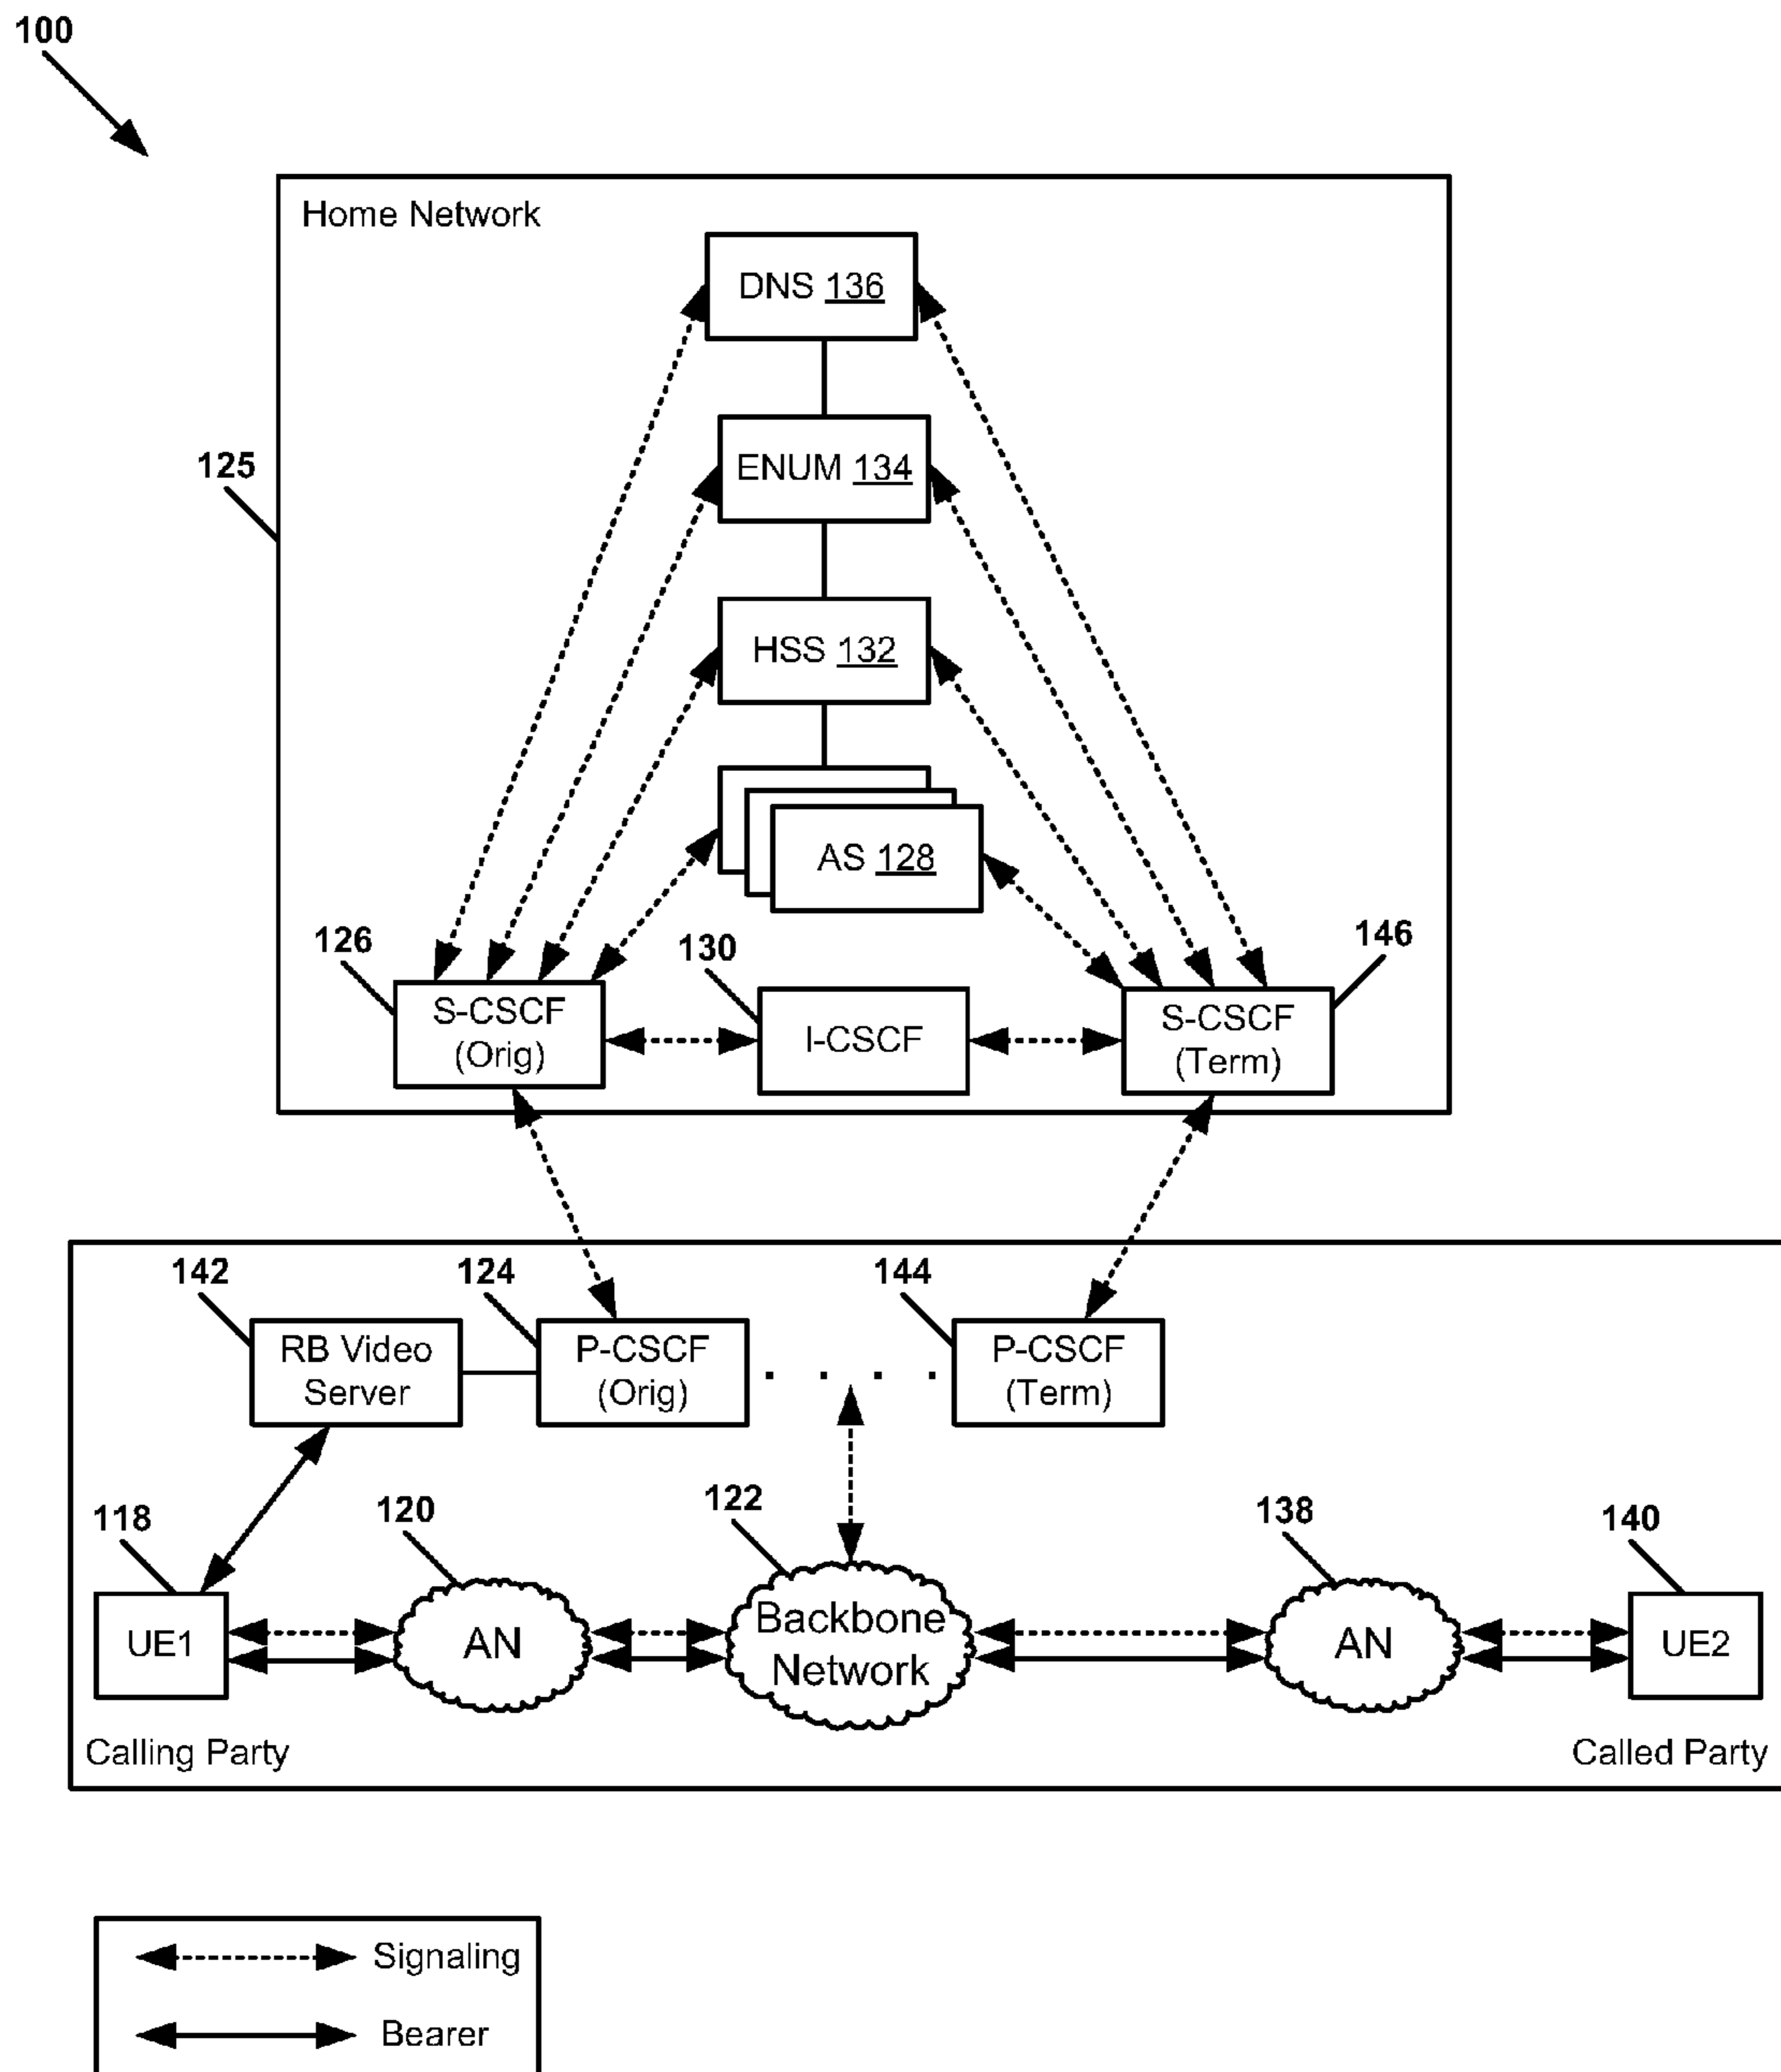 100
Home Network
DNS 136
125
ENUM 134
HSS 132
AS 128
126
130
146
S-CSCF
(Orig)
I-CSCF
S-CSCF
(Term)
142
124
144
RB Video
Server
P-CSCF
(Orig)
P-CSCF
(Term)
118
120
122
138
140
UE1
AN
Backbone
Network
AN
UE2
Calling Party
Called Party
Signaling
Bearer